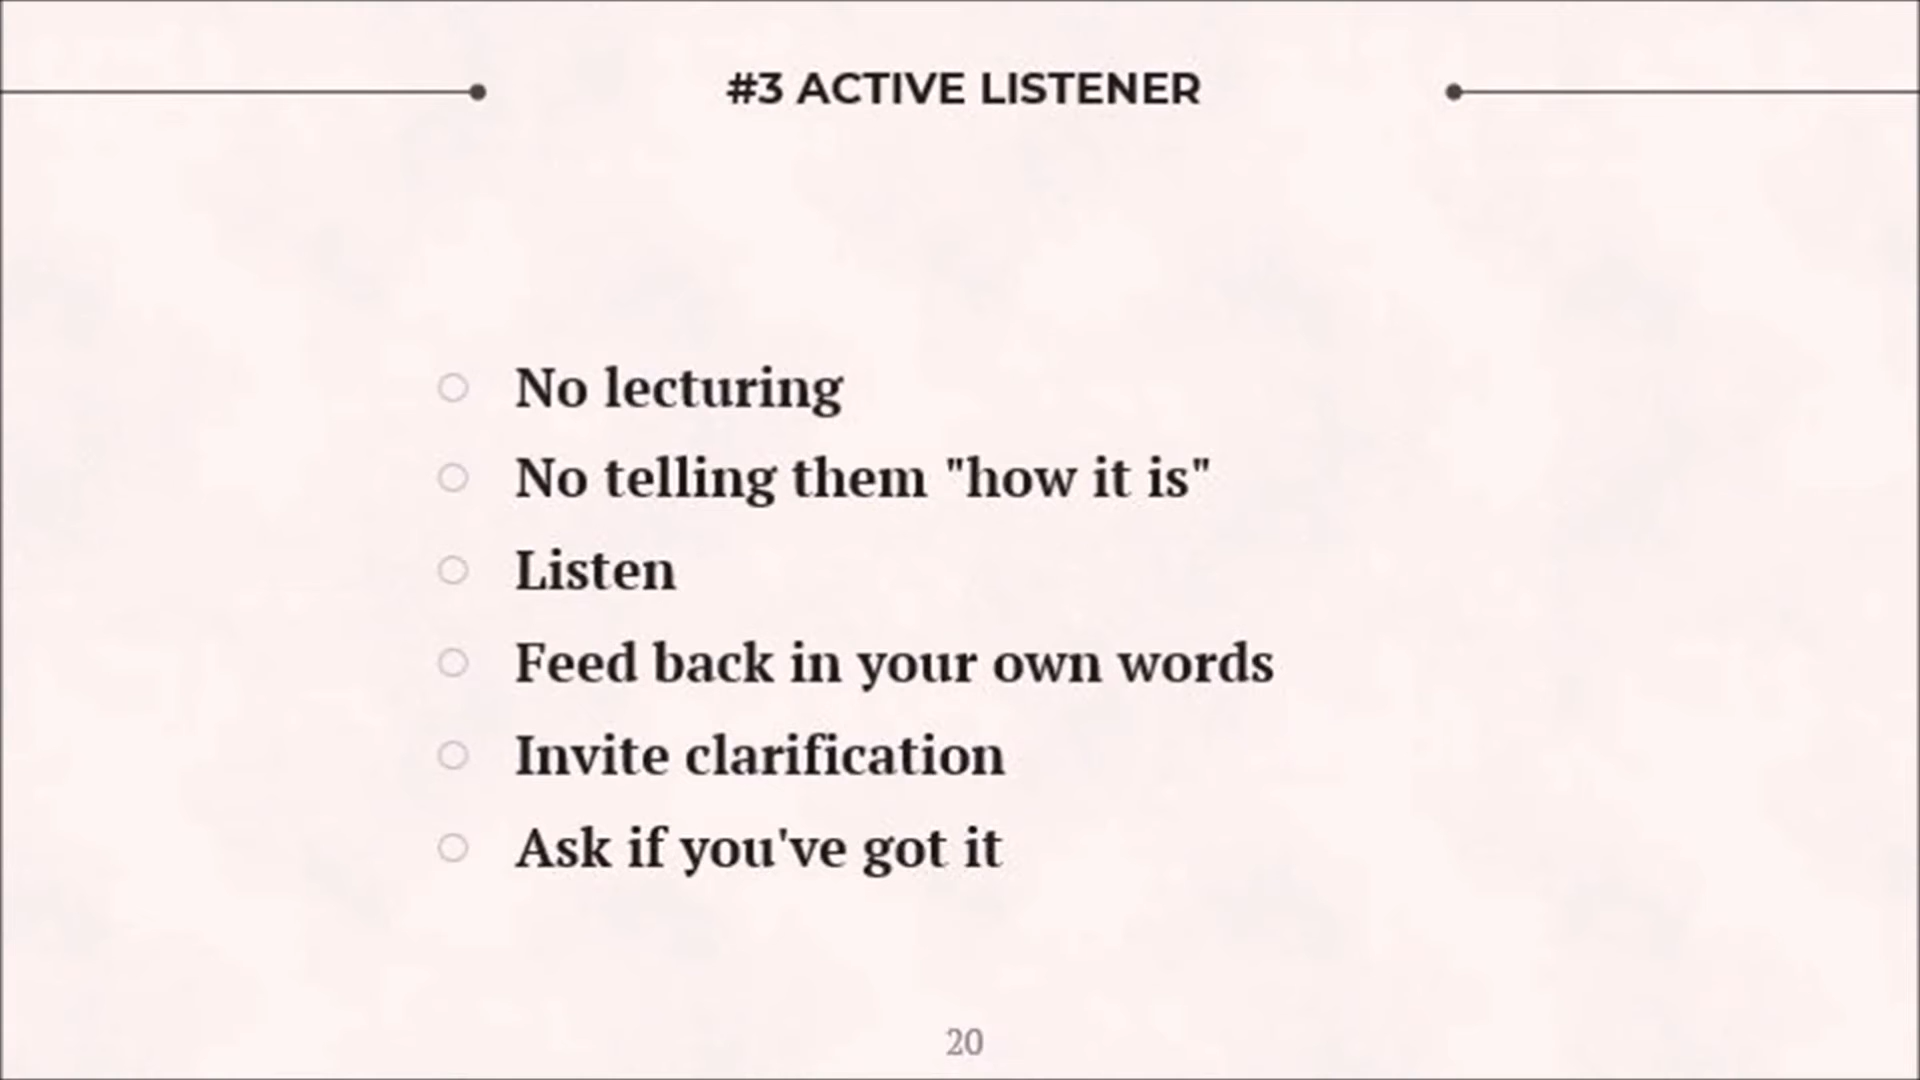 #3 ACTIVE LISTENER
No lecturing
No telling them "how it is"
Listen
Feed back in your own words
Invite clarification
Ask if you've got it
20